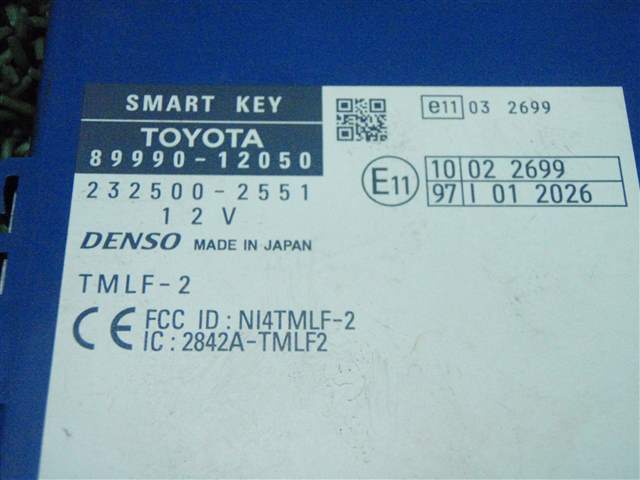 SMART KEY
TOYOTA
89990-12050
232500-2551
12V
DENSO MADE IN JAPAN
TMLF-2
CE FCC ID : NI4TMLF-2
IC : 2842A-TMLF2
e11 03 2699
E11
10 02 2699
97 I 01 2026